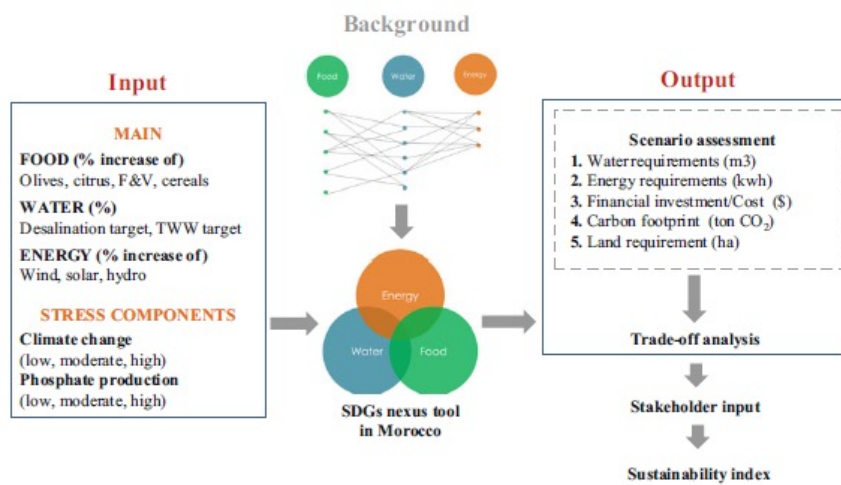 Background
Food
Water
Energy
Input
MAIN
FOOD (% increase of)
Olives, citrus, F&V, cereals
WATER (%)
Desalination target, TWW target
ENERGY (% increase of)
Wind, solar, hydro
STRESS COMPONENTS
Climate change
(low, moderate, high)
Phosphate production
(low, moderate, high)
Energy
Water
Food
SDGs nexus tool
in Morocco
Output
Scenario assessment
1. Water requirements (m3)
2. Energy requirements (kwh)
3. Financial investment/Cost ($)
4. Carbon footprint (ton CO₂)
5. Land requirement (ha)
Trade-off analysis
Stakeholder input
Sustainability index